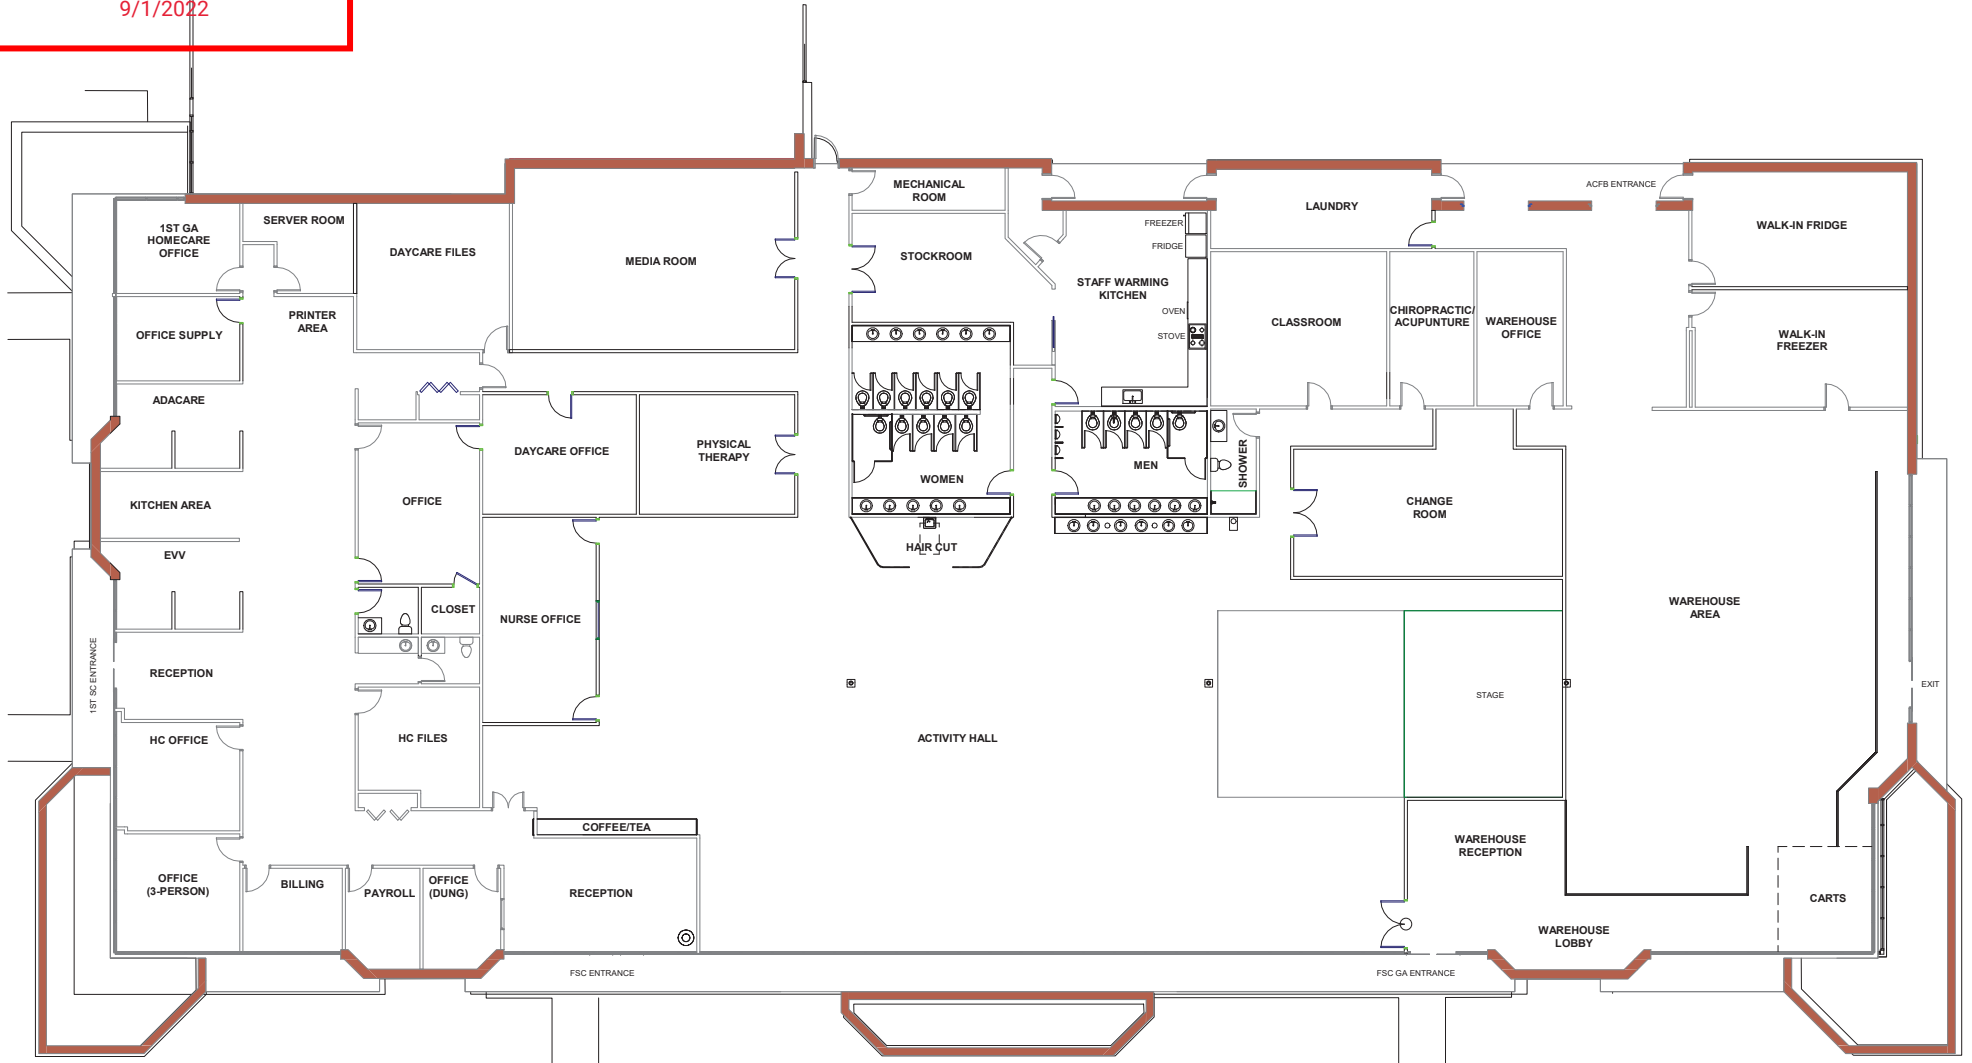 9/1/2022
MECHANICAL
ROOM
ACFB ENTRANCE
1ST GA
HOMECARE
OFFICE
SERVER ROOM
DAYCARE FILES
MEDIA ROOM
STOCKROOM
FREEZER
FRIDGE
LAUNDRY
WALK-IN FRIDGE
STAFF WARMING
KITCHEN
OVEN
STOVE
PRINTER
AREA
OFFICE SUPPLY
CLASSROOM
CHIROPRACTIC/
ACUPUNTURE
WAREHOUSE
OFFICE
WALK-IN
FREEZER
ADACARE
DAYCARE OFFICE
PHYSICAL
THERAPY
WOMEN
MEN
SHOWER
KITCHEN AREA
OFFICE
CHANGE
ROOM
HAIR CUT
EVV
CLOSET
NURSE OFFICE
WAREHOUSE
AREA
1ST SC ENTRANCE
RECEPTION
STAGE
EXIT
HC OFFICE
HC FILES
ACTIVITY HALL
COFFEE/TEA
WAREHOUSE
RECEPTION
OFFICE
(3-PERSON)
BILLING
PAYROLL
OFFICE
(DUNG)
RECEPTION
CARTS
WAREHOUSE
LOBBY
FSC ENTRANCE
FSC GA ENTRANCE